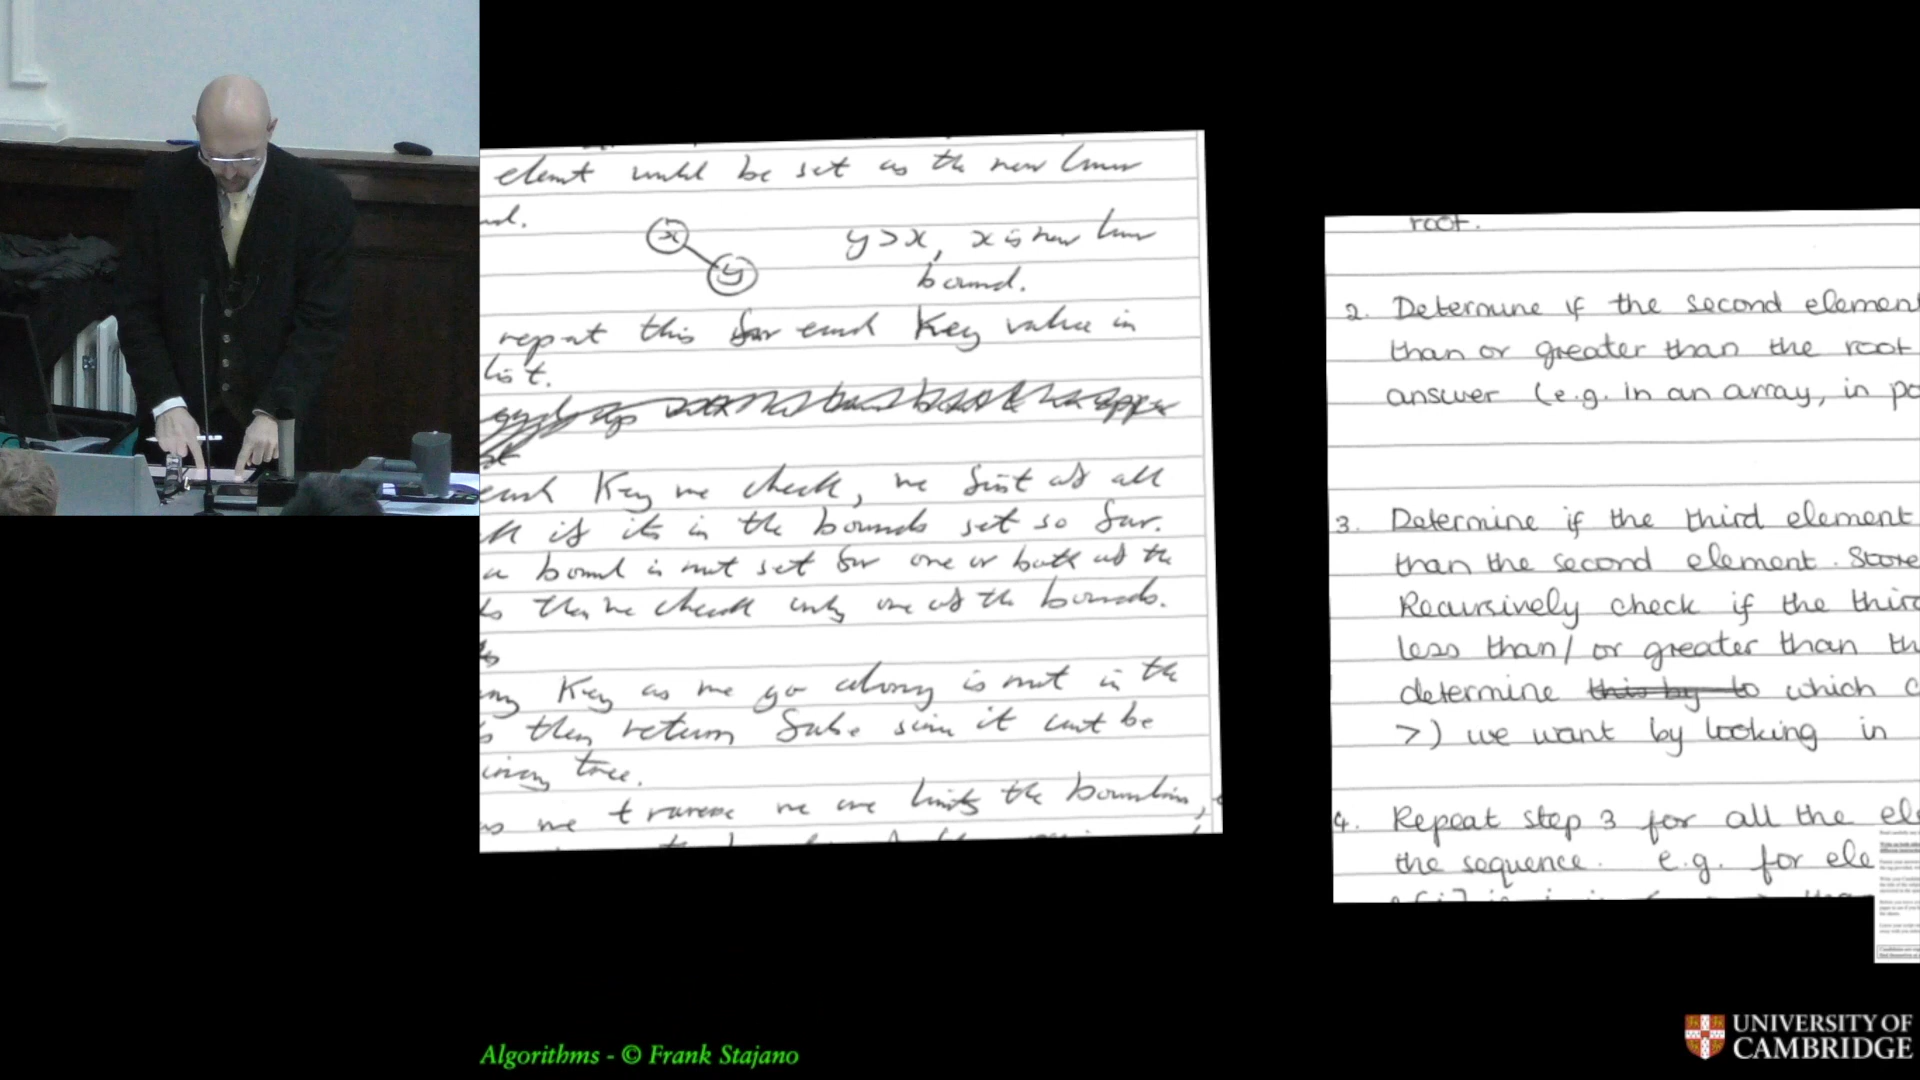 element would be set as the new lower
nd.
x
y
y > x, x is new lower
bound.
repeat this for each key value in
list.
each key we check, we first of all
k if its in the bounds set so far.
a bound is not set for one or both of the
ds then we check only one of the bounds.
any key as we go along is not in the
s then return false since it cant be
inary tree.
as we traverse we are limiting the
root.
2. Determine if the second element
than or greater than the root
answer (e.g. in an array, in po
3. Determine if the third element
than the second element. Store
Recursively check if the third
less than / or greater than th
determine this by to which c
>) we want by looking in
4. Repeat step 3 for all the ele
the sequence. e.g. for ele
Algorithms - © Frank Stajano
UNIVERSITY OF
CAMBRIDGE